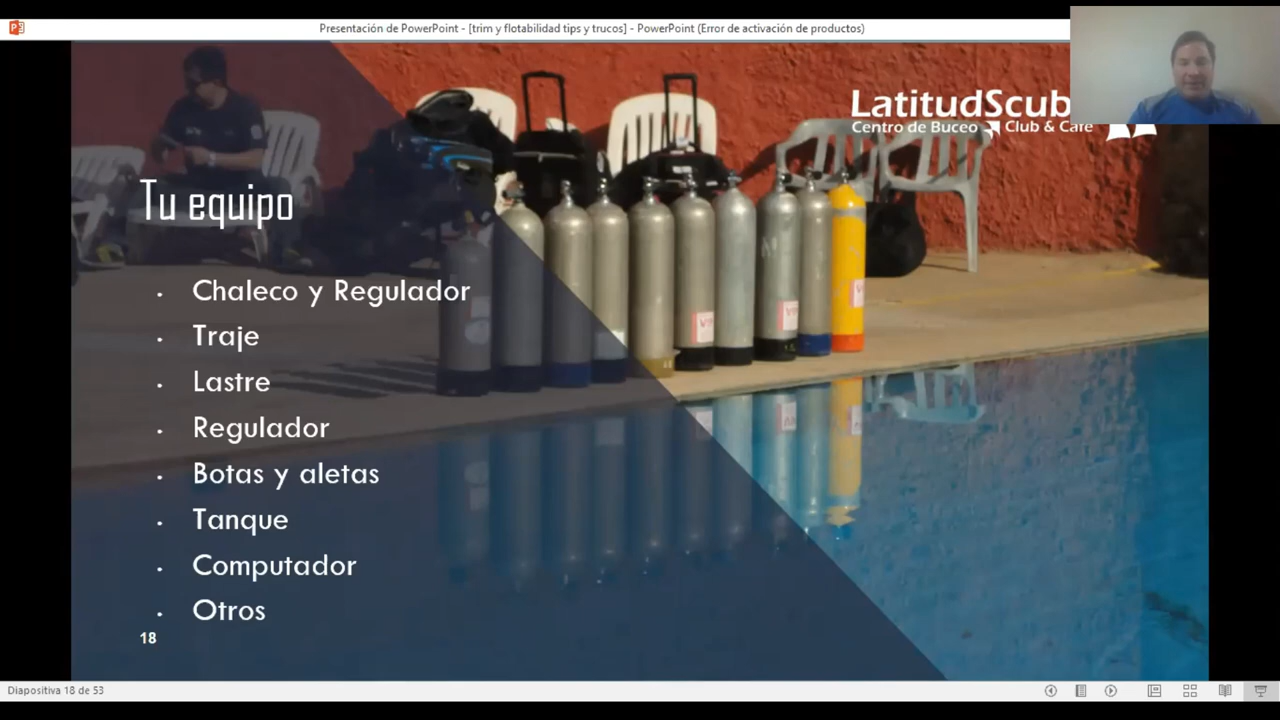 Presentación de PowerPoint - [trim y flotabilidad tips y trucos] - PowerPoint (Error de activación de productos)
LatitudScub
Centro de Buceo Club & Cafe
Tu equipo
• Chaleco y Regulador
• Traje
• Lastre
• Regulador
• Botas y aletas
• Tanque
• Computador
• Otros
18
Diapositiva 18 de 53